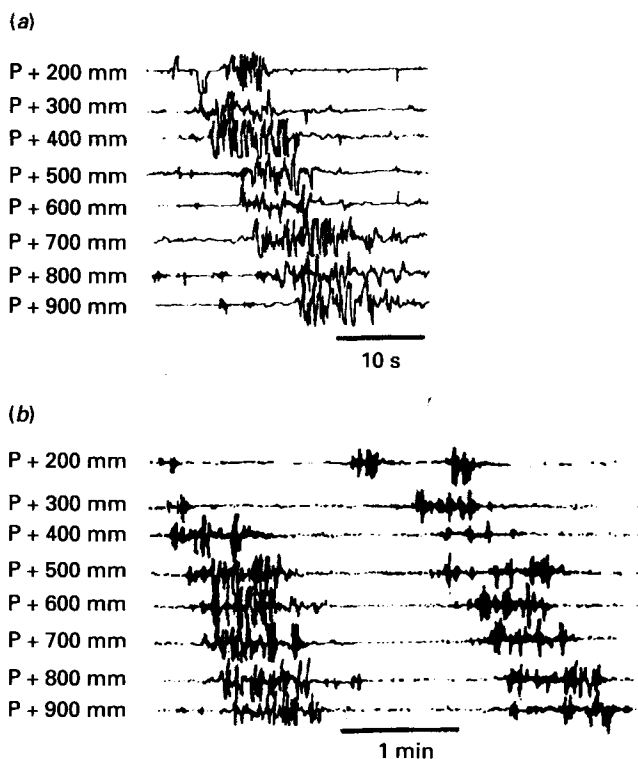 (a)
P + 200 mm
P + 300 mm
P + 400 mm
P + 500 mm
P + 600 mm
P + 700 mm
P + 800 mm
P + 900 mm
10 s
(b)
P + 200 mm
P + 300 mm
P + 400 mm
P + 500 mm
P + 600 mm
P + 700 mm
P + 800 mm
P + 900 mm
1 min